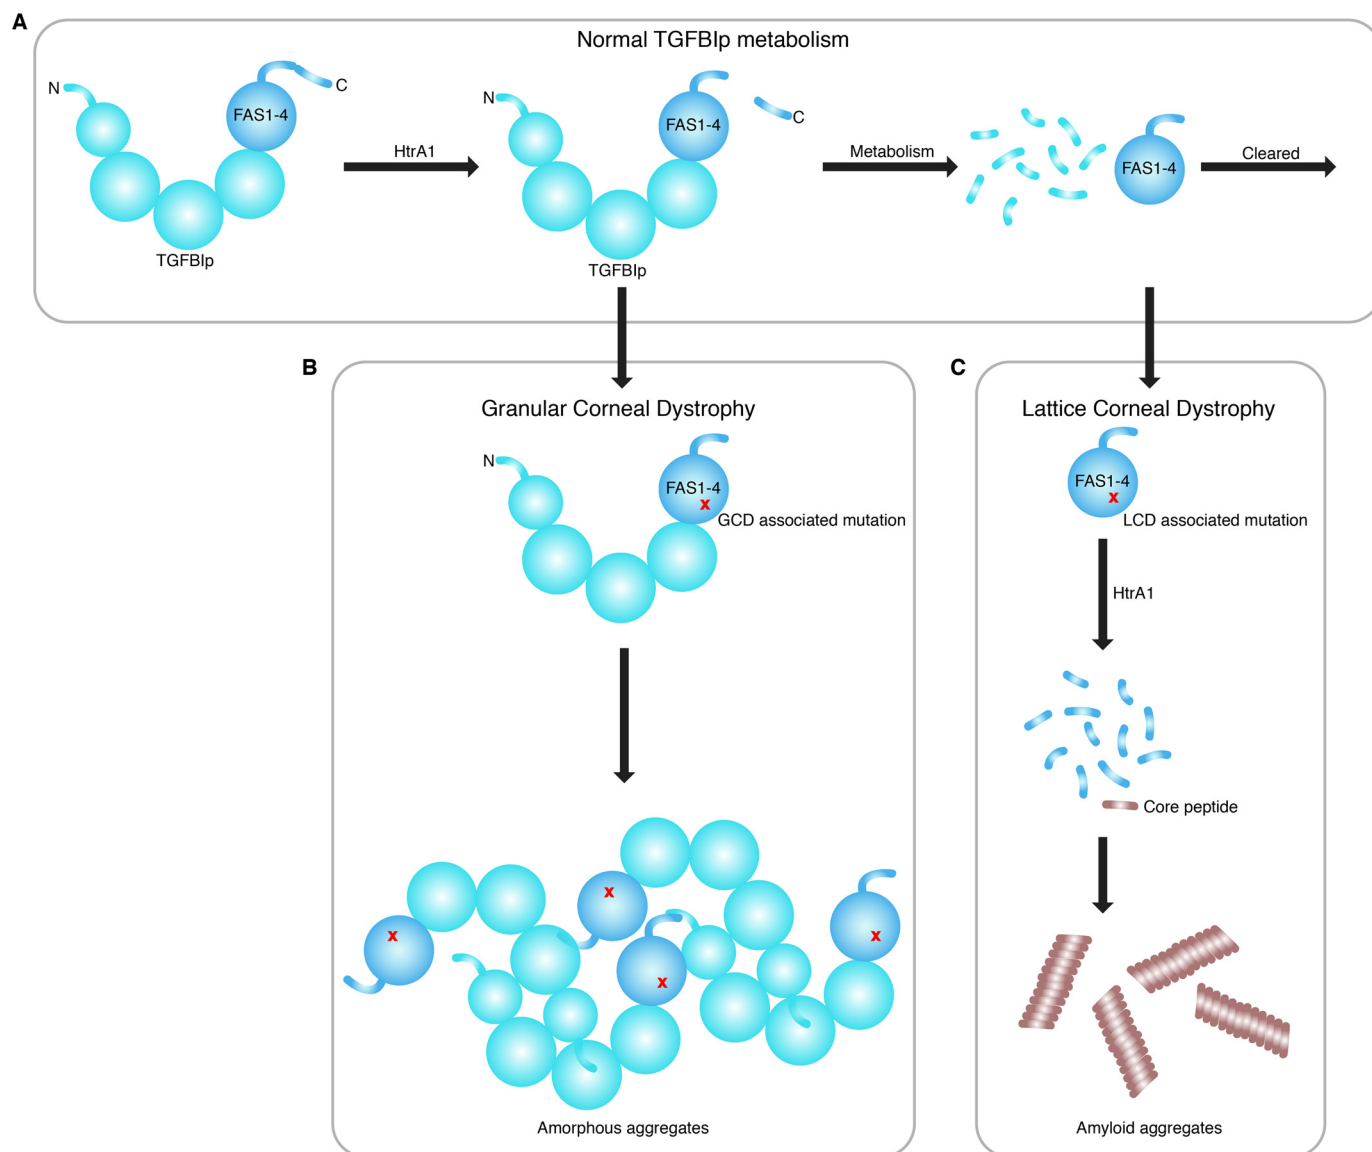 A
Normal TGFBIp metabolism
N
FAS1-4
C
TGFBIp
HtrA1
N
FAS1-4
C
TGFBIp
Metabolism
FAS1-4
Cleared
B
Granular Corneal Dystrophy
N
FAS1-4
x
GCD associated mutation
x
x
x
x
Amorphous aggregates
C
Lattice Corneal Dystrophy
FAS1-4
x
LCD associated mutation
HtrA1
Core peptide
Amyloid aggregates